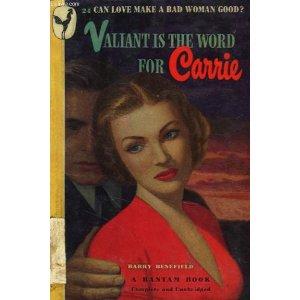 24 CAN LOVE MAKE A BAD WOMAN GOOD?
VALIANT IS THE WORD
FOR Carrie
BARRY BENEFIELD
A BANTAM BOOK
Complete and Unabridged